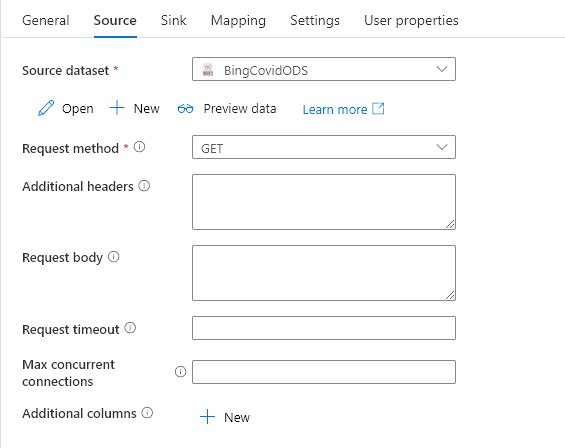 General Source Sink Mapping Settings User properties
Source dataset * BingCovidODS
Open New Preview data Learn more
Request method * GET
Additional headers
Request body
Request timeout
Max concurrent
connections
Additional columns New